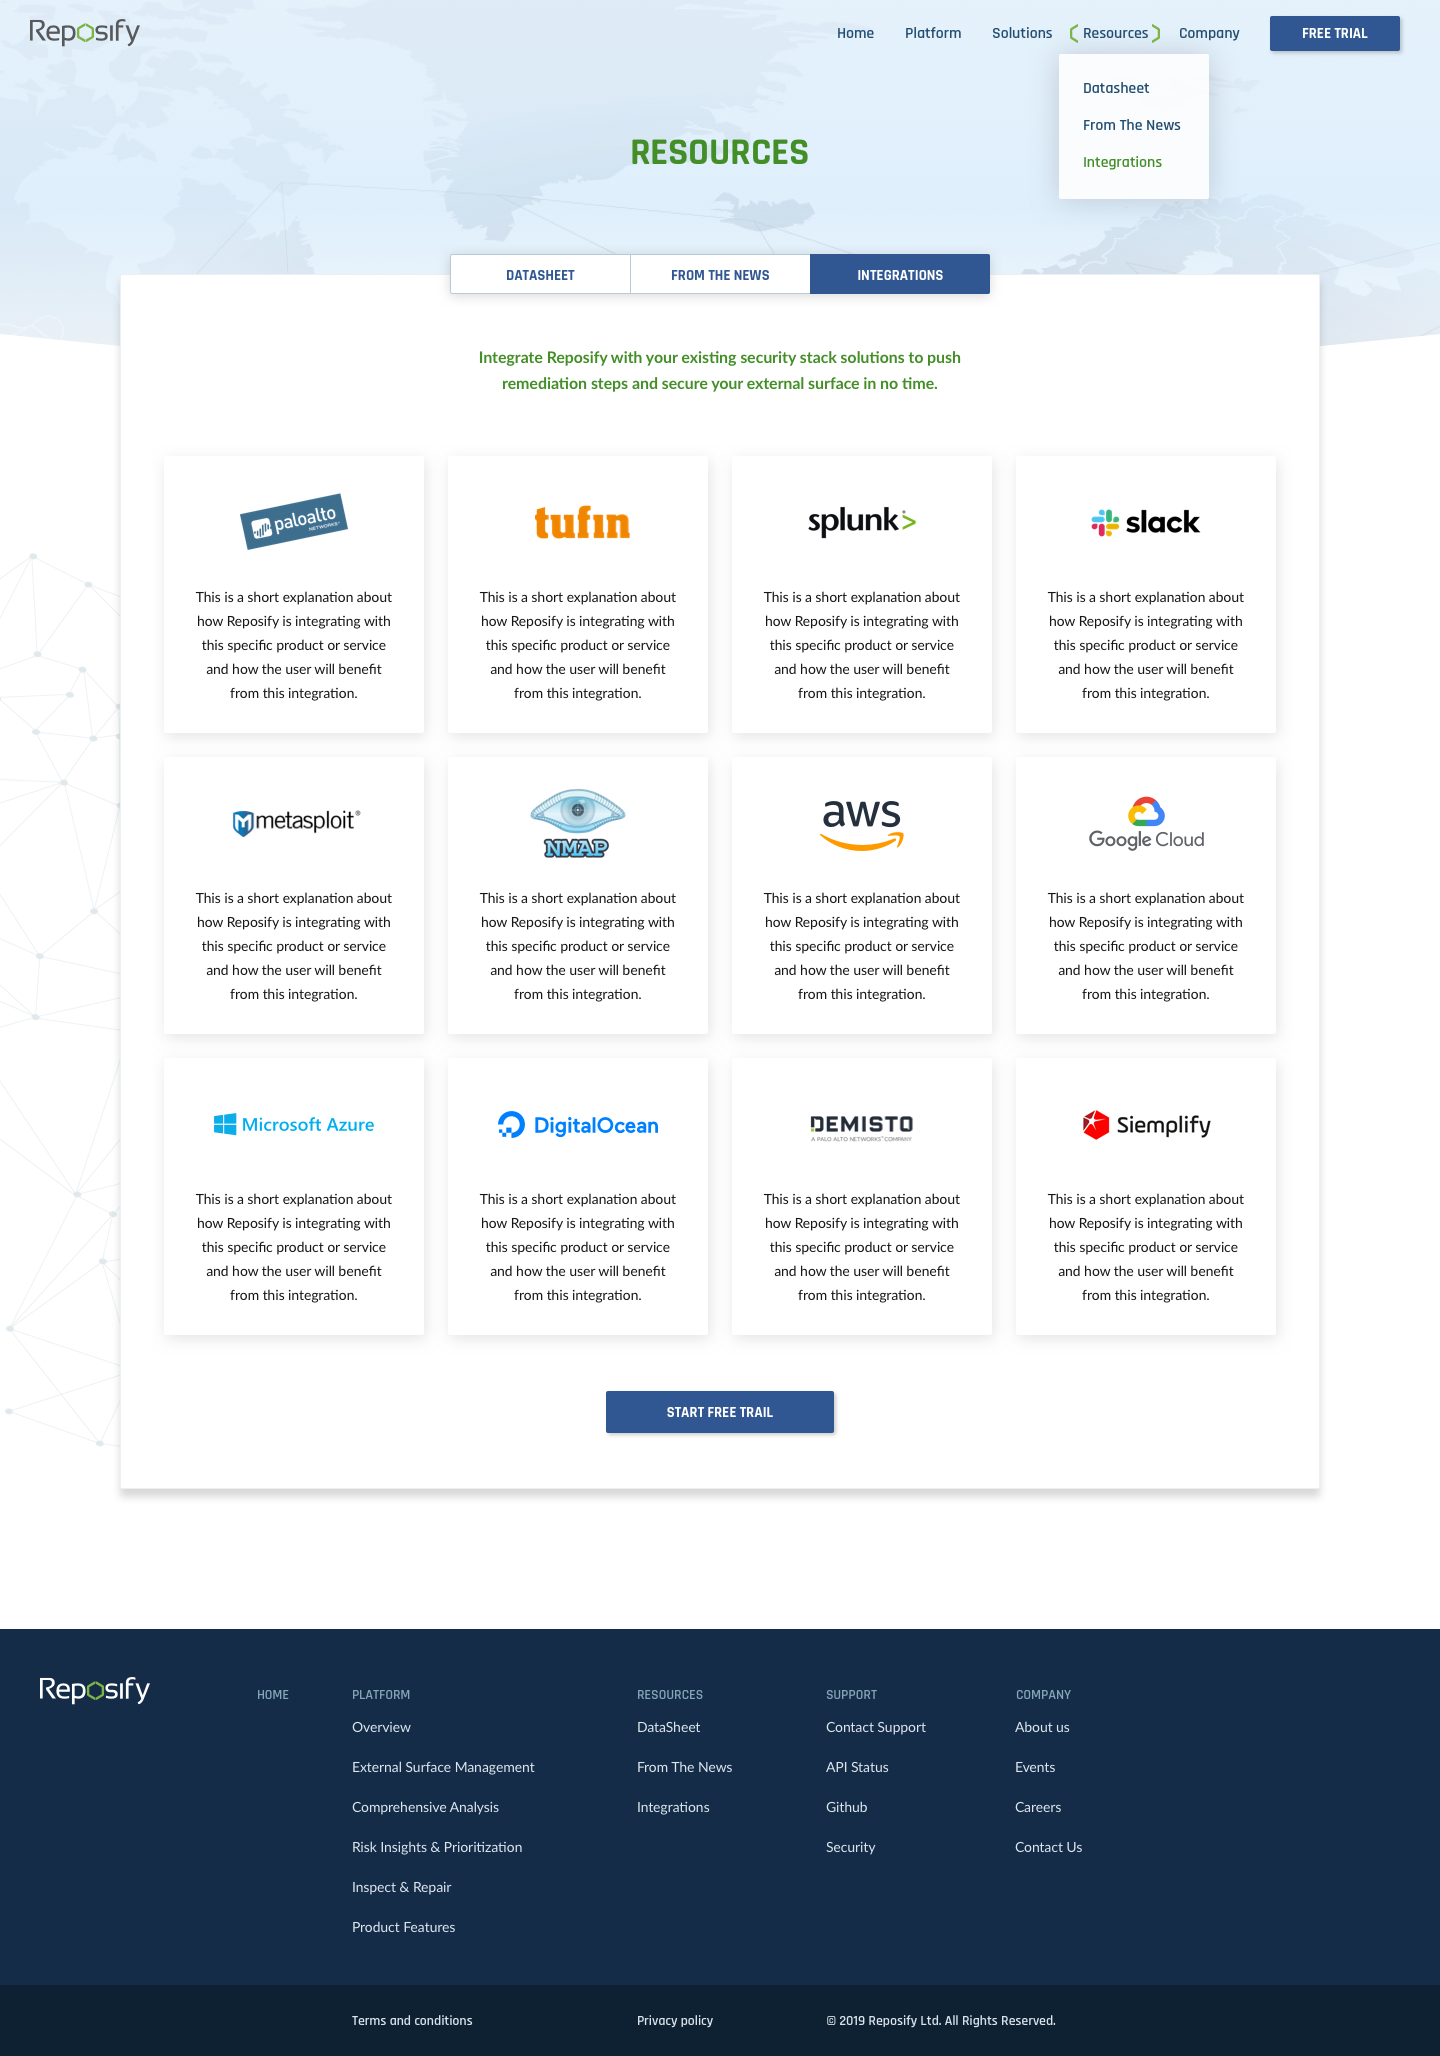 Reposify
Home Platform Solutions Resources Company FREE TRIAL
Datasheet
From The News
Integrations
RESOURCES
DATASHEET FROM THE NEWS INTEGRATIONS
Integrate Reposify with your existing security stack solutions to push
remediation steps and secure your external surface in no time.
paloalto
NETWORKS®
This is a short explanation about
how Reposify is integrating with
this specific product or service
and how the user will benefit
from this integration.
tufin
This is a short explanation about
how Reposify is integrating with
this specific product or service
and how the user will benefit
from this integration.
splunk>
This is a short explanation about
how Reposify is integrating with
this specific product or service
and how the user will benefit
from this integration.
slack
This is a short explanation about
how Reposify is integrating with
this specific product or service
and how the user will benefit
from this integration.
metasploit®
This is a short explanation about
how Reposify is integrating with
this specific product or service
and how the user will benefit
from this integration.
NMAP
This is a short explanation about
how Reposify is integrating with
this specific product or service
and how the user will benefit
from this integration.
aws
This is a short explanation about
how Reposify is integrating with
this specific product or service
and how the user will benefit
from this integration.
Google Cloud
This is a short explanation about
how Reposify is integrating with
this specific product or service
and how the user will benefit
from this integration.
Microsoft Azure
This is a short explanation about
how Reposify is integrating with
this specific product or service
and how the user will benefit
from this integration.
DigitalOcean
This is a short explanation about
how Reposify is integrating with
this specific product or service
and how the user will benefit
from this integration.
DEMISTO
A PALO ALTO NETWORKS® COMPANY
This is a short explanation about
how Reposify is integrating with
this specific product or service
and how the user will benefit
from this integration.
Siemplify
This is a short explanation about
how Reposify is integrating with
this specific product or service
and how the user will benefit
from this integration.
START FREE TRAIL
Reposify
HOME
PLATFORM
Overview
External Surface Management
Comprehensive Analysis
Risk Insights & Prioritization
Inspect & Repair
Product Features
RESOURCES
DataSheet
From The News
Integrations
SUPPORT
Contact Support
API Status
Github
Security
COMPANY
About us
Events
Careers
Contact Us
Terms and conditions Privacy policy © 2019 Reposify Ltd. All Rights Reserved.